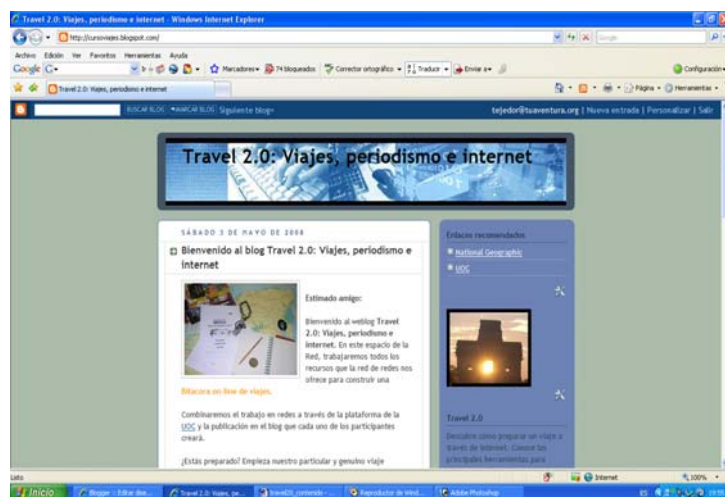 Travel 2.0: Viajes, periodismo e internet - Windows Internet Explorer
http://cursoviajes.blogspot.com/
Google
Archivo Edición Ver Favoritos Herramientas Ayuda
Google G Marcadores 74 bloqueados Corrector ortográfico Traducir Enviar a Configuración
Travel 2.0: Viajes, periodismo e internet Página Herramientas
BUSCAR BLOG MARCAR BLOG Siguiente blog» tejedor@tuaventura.org | Nueva entrada | Personalizar | Salir
Travel 2.0: Viajes, periodismo e internet
SÁBADO 3 DE MAYO DE 2008
Bienvenido al blog Travel 2.0: Viajes, periodismo e
internet
Estimado amigo:
Bienvenido al weblog Travel
2.0: Viajes, periodismo e
internet. En este espacio de la
Red, trabajaremos todos los
recursos que la red de redes nos
ofrece para construir una
Bitácora on line de viajes.
Combinaremos el trabajo en redes a través de la plataforma de la
UOC y la publicación en el blog que cada uno de los participantes
creará.
¿Estás preparado? Empieza nuestro particular y genuino viaje
Enlaces recomendados
National Geographic
UOC
Travel 2.0
Descubre cómo preparar un viaje a
través de internet. Conoce las
principales herramientas para
Listo Internet 100%
Inicio Blogger :: Editar dise... Travel 2.0: Viajes, pe... Reproductor de Wind... Adobe Photoshop ES